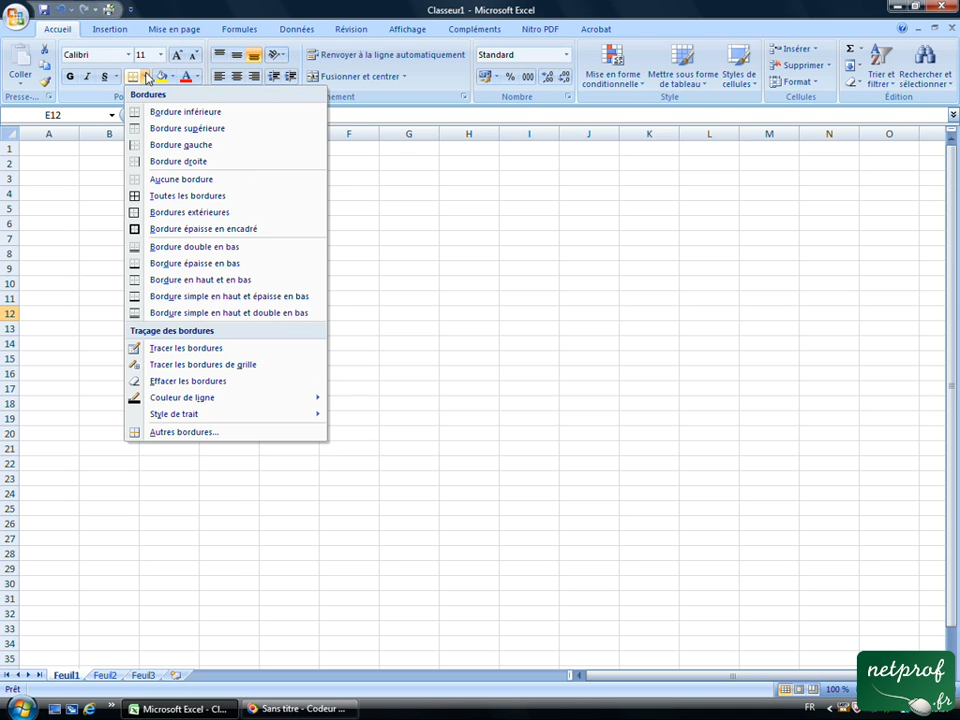 Classeur1 - Microsoft Excel
Accueil Insertion Mise en page Formules Données Révision Affichage Compléments Nitro PDF Acrobat
Calibri 11 Renvoyer à la ligne automatiquement Standard Insérer Σ
Coller G I S Fusionner et centrer % 000 Mise en forme conditionnelle Mettre sous forme de tableau Styles de cellules Supprimer Format Trier et filtrer Rechercher et sélectionner
Presse-... Nombre Style Cellules Édition
E12
Bordures
Bordure inférieure
Bordure supérieure
Bordure gauche
Bordure droite
Aucune bordure
Toutes les bordures
Bordures extérieures
Bordure épaisse en encadré
Bordure double en bas
Bordure épaisse en bas
Bordure en haut et en bas
Bordure simple en haut et épaisse en bas
Bordure simple en haut et double en bas
Traçage des bordures
Tracer les bordures
Tracer les bordures de grille
Effacer les bordures
Couleur de ligne
Style de trait
Autres bordures...
A B F G H I J K L M N O
1
2
3
4
5
6
7
8
9
10
11
12
13
14
15
16
17
18
19
20
21
22
23
24
25
26
27
28
29
30
31
32
33
34
35
Feuil1 Feuil2 Feuil3
Prêt 100 %
Microsoft Excel - Cl... Sans titre - Codeur ... FR
netprof
.fr